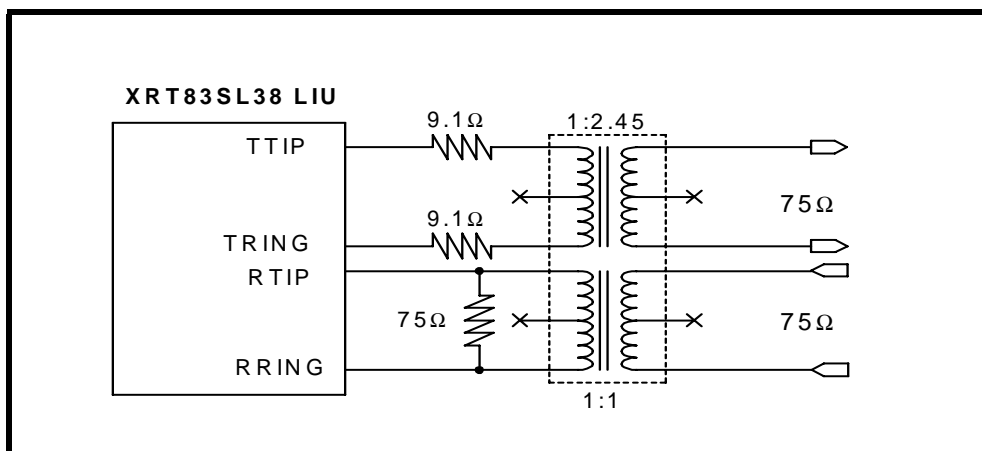 XRT83SL38 LIU
9.1Ω
1:2.45
TTIP
75Ω
9.1Ω
TRING
RTIP
75Ω
75Ω
RRING
1:1